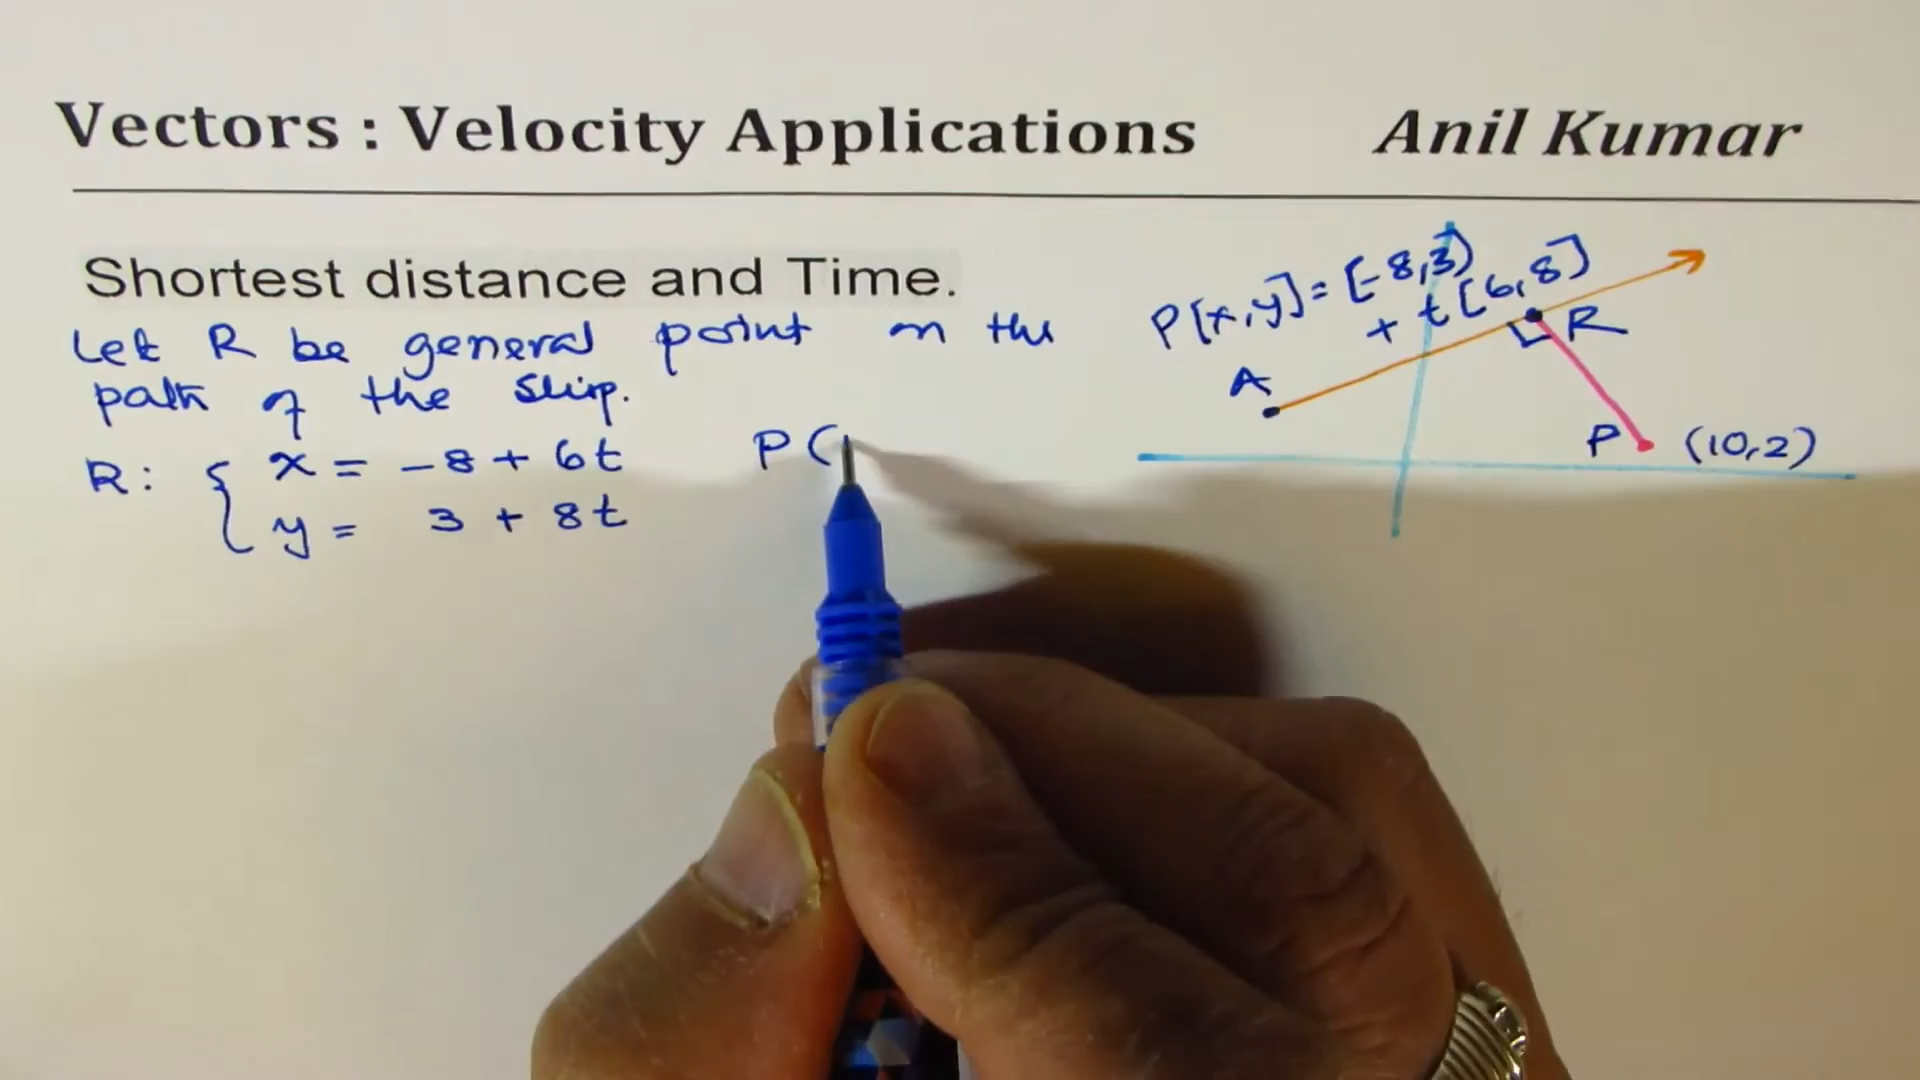 Vectors : Velocity Applications Anil Kumar
Shortest distance and Time.
Let R be general point on the
path of the ship.
R: { x = -8 + 6t
y = 3 + 8t
P(
P[x,y] = [-8,3)
+ t[6,8]
A
R
P (10,2)